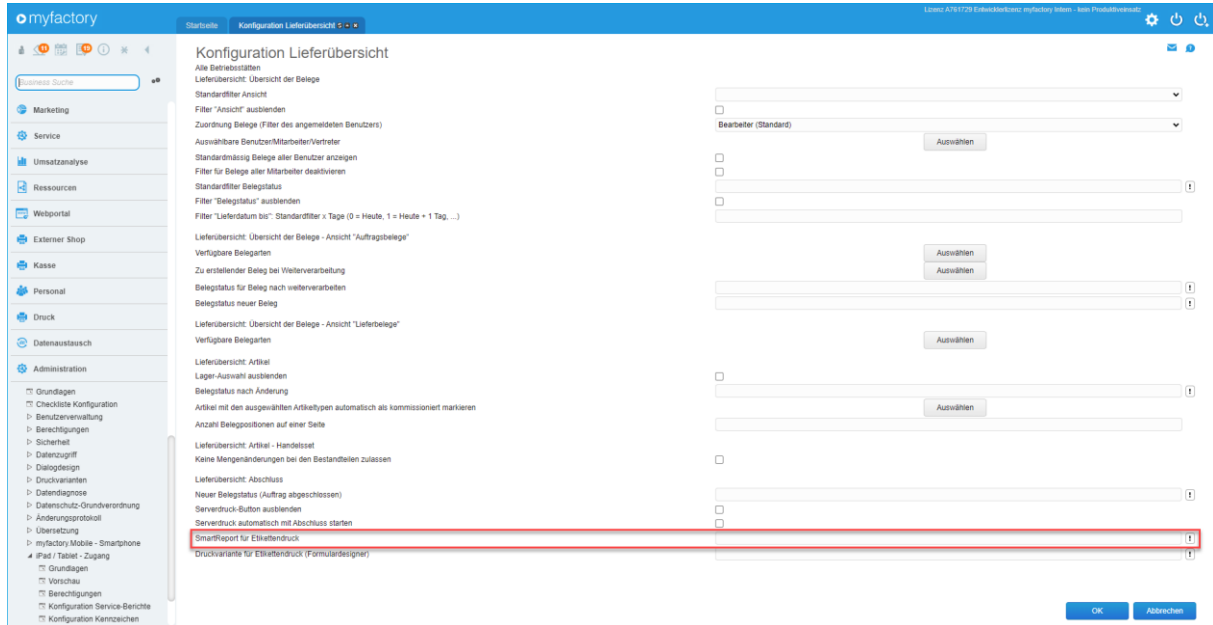 myfactory
Startseite
Konfiguration Lieferübersicht
Lizenz A761729 Entwicklerlizenz myfactory Intern - kein Produktiveinsatz
Business Suche
Marketing
Service
Umsatzanalyse
Ressourcen
Webportal
Externer Shop
Kasse
Personal
Druck
Datenaustausch
Administration
Grundlagen
Checkliste Konfiguration
Benutzerverwaltung
Berechtigungen
Sicherheit
Datenzugriff
Dialogdesign
Druckvarianten
Datendiagnose
Datenschutz-Grundverordnung
Änderungsprotokoll
Übersetzung
myfactory Mobile - Smartphone
iPad / Tablet - Zugang
Grundlagen
Vorschau
Berechtigungen
Konfiguration Service-Berichte
Konfiguration Kennzeichen
Konfiguration Lieferübersicht
Alle Betriebsstätten
Lieferübersicht: Übersicht der Belege
Standardfilter Ansicht
Filter "Ansicht" ausblenden
Zuordnung Belege (Filter des angemeldeten Benutzers) Bearbeiter (Standard)
Auswählbare Benutzer/Mitarbeiter/Vertreter Auswählen
Standardmässig Belege aller Benutzer anzeigen
Filter für Belege aller Mitarbeiter deaktivieren
Standardfilter Belegstatus
Filter "Belegstatus" ausblenden
Filter "Lieferdatum bis": Standardfilter x Tage (0 = Heute, 1 = Heute + 1 Tag, ...)
Lieferübersicht: Übersicht der Belege - Ansicht "Auftragsbelege"
Verfügbare Belegarten Auswählen
Zu erstellender Beleg bei Weiterverarbeitung Auswählen
Belegstatus für Beleg nach weiterverarbeiten
Belegstatus neuer Beleg
Lieferübersicht: Übersicht der Belege - Ansicht "Lieferbelege"
Verfügbare Belegarten Auswählen
Lieferübersicht: Artikel
Lager-Auswahl ausblenden
Belegstatus nach Änderung
Artikel mit den ausgewählten Artikeltypen automatisch als kommissioniert markieren Auswählen
Anzahl Belegpositionen auf einer Seite
Lieferübersicht: Artikel - Handelsset
Keine Mengenänderungen bei den Bestandteilen zulassen
Lieferübersicht: Abschluss
Neuer Belegstatus (Auftrag abgeschlossen)
Serverdruck-Button ausblenden
Serverdruck automatisch mit Abschluss starten
SmartReport für Etikettendruck
Druckvariante für Etikettendruck (Formulardesigner)
OK Abbrechen